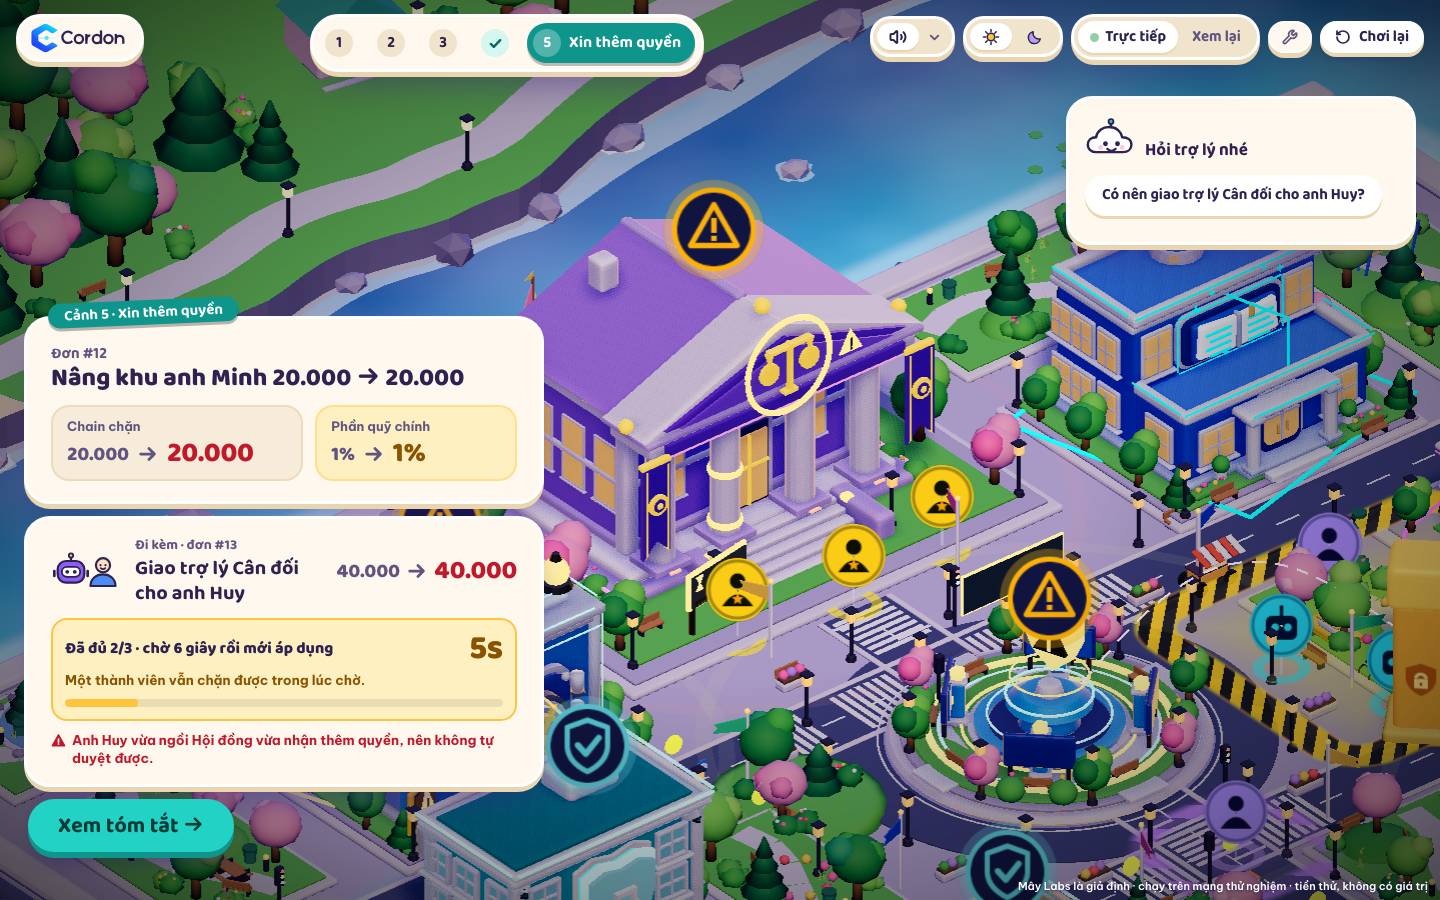 Cordon
1
2
3
5 Xin thêm quyền
Trực tiếp
Xem lại
Chơi lại
Hỏi trợ lý nhé
Có nên giao trợ lý Cân đối cho anh Huy?
Cảnh 5 · Xin thêm quyền
Đơn #12
Nâng khu anh Minh 20.000 → 20.000
Chain chặn
20.000 → 20.000
Phần quỹ chính
1% → 1%
Đi kèm · đơn #13
Giao trợ lý Cân đối
cho anh Huy
40.000 → 40.000
Đã đủ 2/3 · chờ 6 giây rồi mới áp dụng
5s
Một thành viên vẫn chặn được trong lúc chờ.
Anh Huy vừa ngồi Hội đồng vừa nhận thêm quyền, nên không tự
duyệt được.
Xem tóm tắt →
Mây Labs là giả định · chạy trên mạng thử nghiệm · tiền thử, không có giá trị